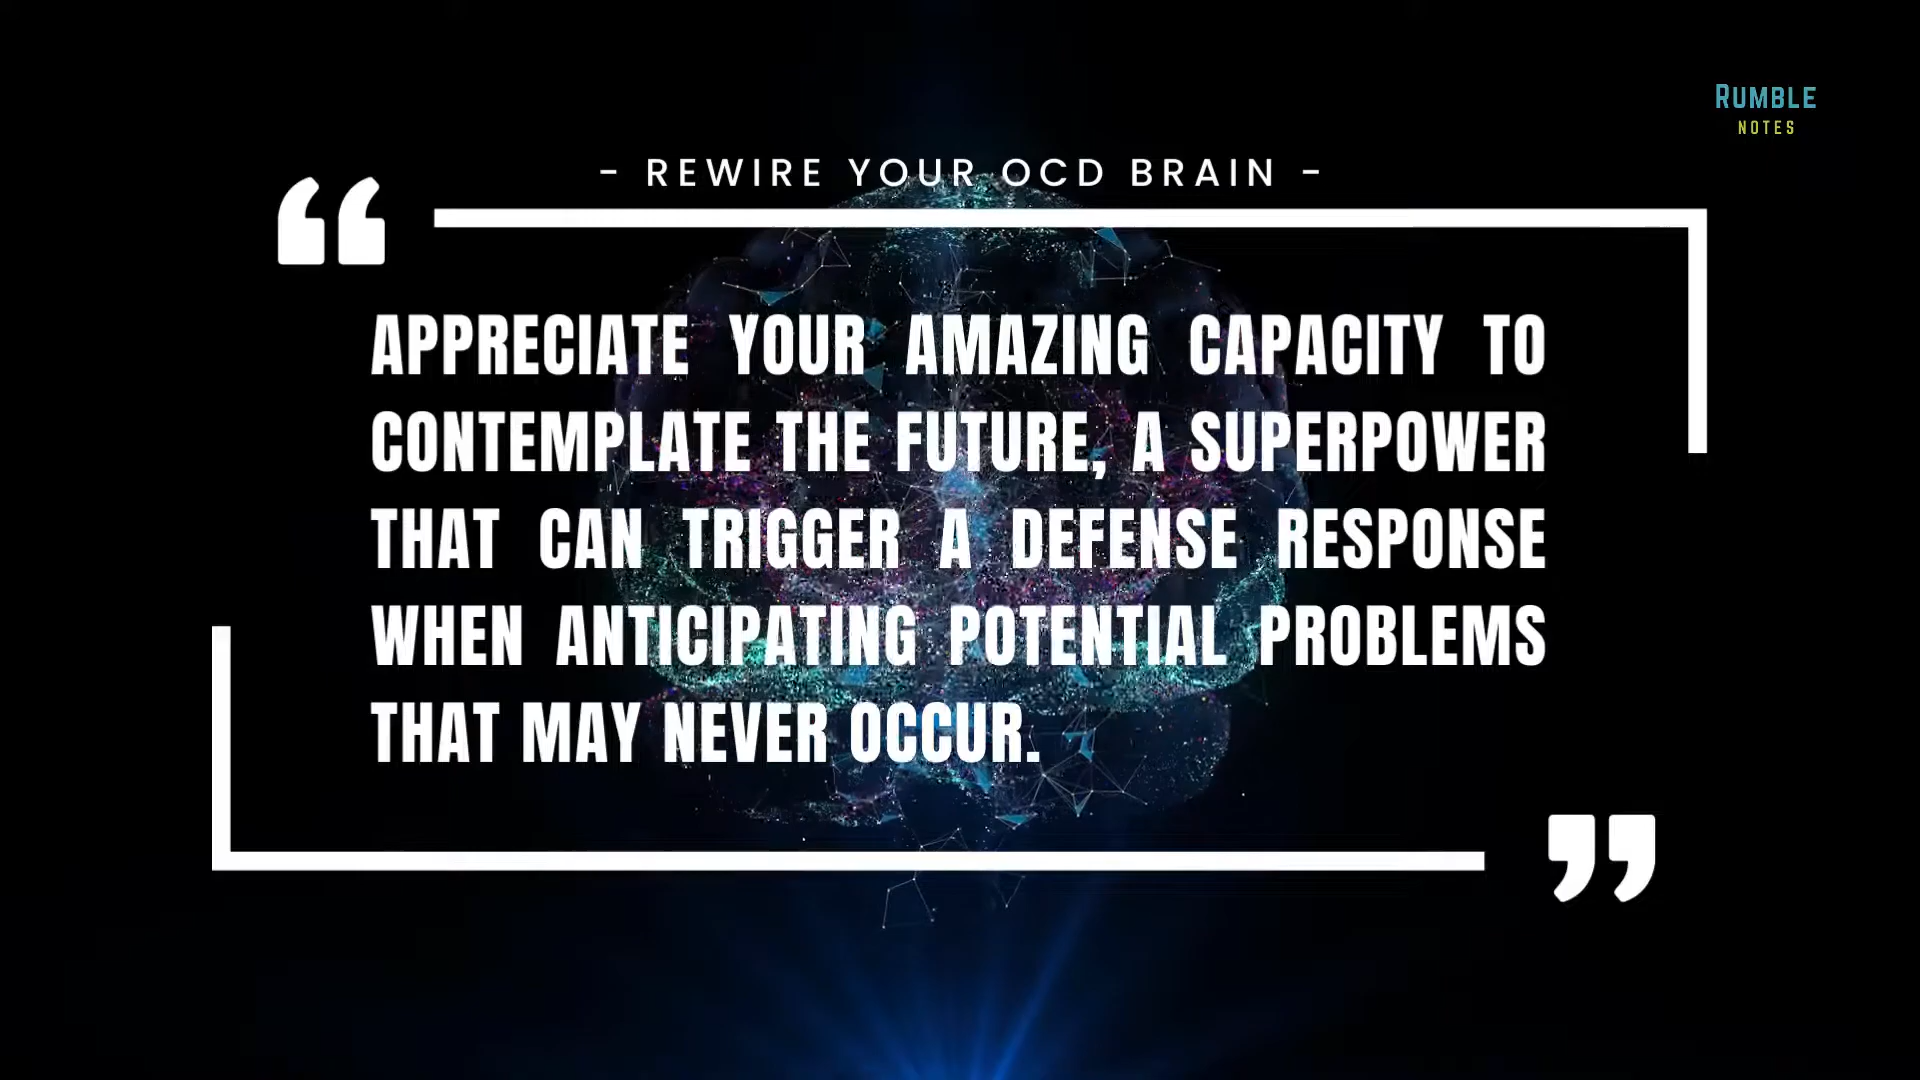 RUMBLE
NOTES
- REWIRE YOUR OCD BRAIN -
“
APPRECIATE YOUR AMAZING CAPACITY TO
CONTEMPLATE THE FUTURE, A SUPERPOWER
THAT CAN TRIGGER A DEFENSE RESPONSE
WHEN ANTICIPATING POTENTIAL PROBLEMS
THAT MAY NEVER OCCUR.
”